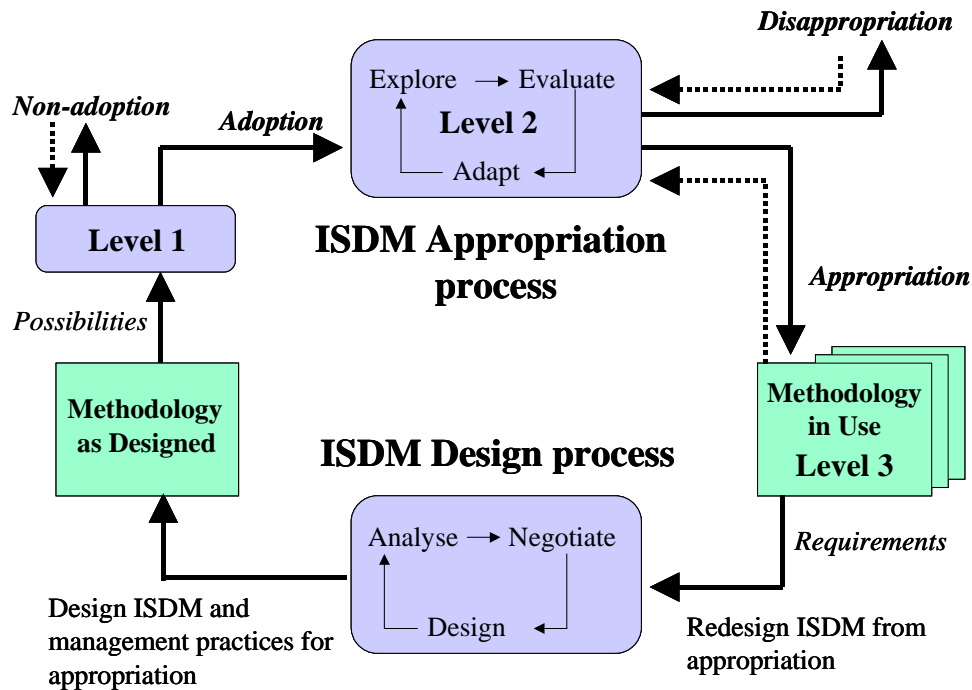 Disappropriation
Explore
Evaluate
Non-adoption
Adoption
Level 2
Adapt
Level 1
ISDM Appropriation
process
Appropriation
Possibilities
Methodology
as Designed
Methodology
in Use
Level 3
ISDM Design process
Analyse
Negotiate
Requirements
Design
Design ISDM and
management practices for
appropriation
Redesign ISDM from
appropriation